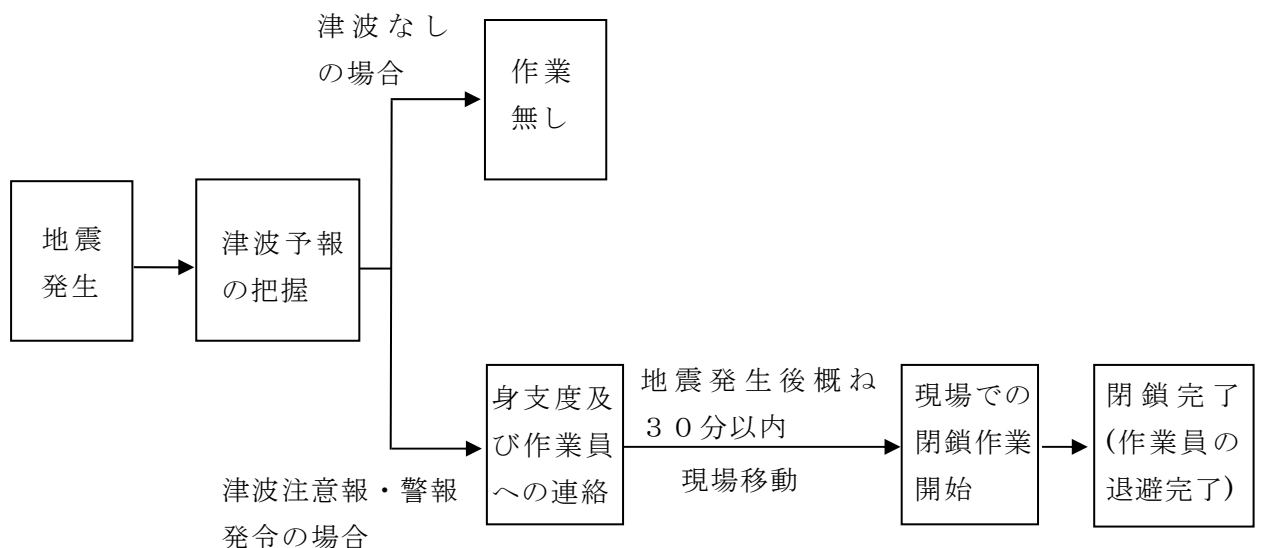 地震
発生
津波予報
の把握
津波なし
の場合
作業
無し
津波注意報・警報
発令の場合
身支度及
び作業員
への連絡
地震発生後概ね
３０分以内
現場移動
現場での
閉鎖作業
開始
閉鎖完了
(作業員の
退避完了)